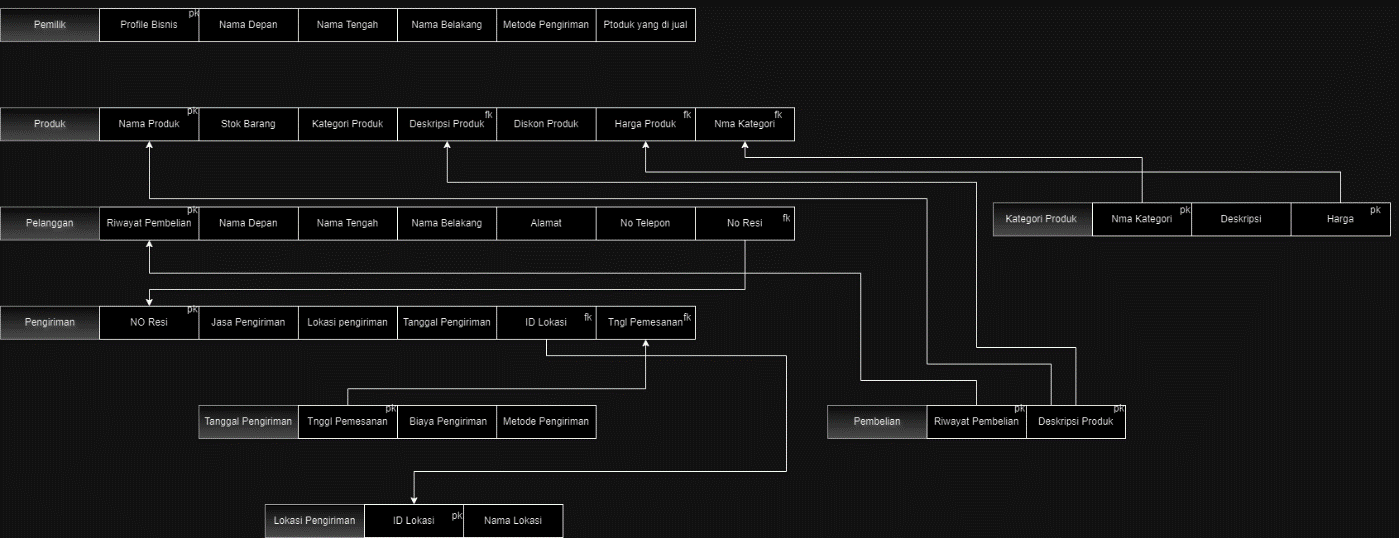 Pemilik Profile Bisnis pk Nama Depan Nama Tengah Nama Belakang Metode Pengiriman Ptoduk yang di jual
Produk Nama Produk pk Stok Barang Kategori Produk Deskripsi Produk fk Diskon Produk Harga Produk fk Nma Kategori fk
Pelanggan Riwayat Pembelian pk Nama Depan Nama Tengah Nama Belakang Alamat No Telepon No Resi fk
Kategori Produk Nma Kategori pk Deskripsi Harga pk
Pengiriman NO Resi pk Jasa Pengiriman Lokasi pengiriman Tanggal Pengiriman ID Lokasi fk Tngl Pemesanan fk
Tanggal Pengiriman Tnggl Pemesanan pk Biaya Pengiriman Metode Pengiriman
Pembelian Riwayat Pembelian pk Deskripsi Produk pk
Lokasi Pengiriman ID Lokasi pk Nama Lokasi